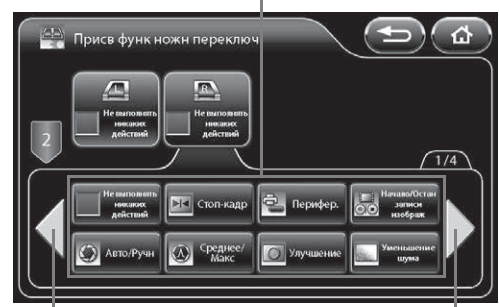 Присв функ ножн переключ
L
R
Не выполнять
никаких
действий
Не выполнять
никаких
действий
2
1/4
Не выполнять
никаких
действий
Стоп-кадр
Перифер.
Начало/Остан
записи
изображ
Авто/Ручн
Среднее/
Макс
Улучшение
Уменьшение
шума